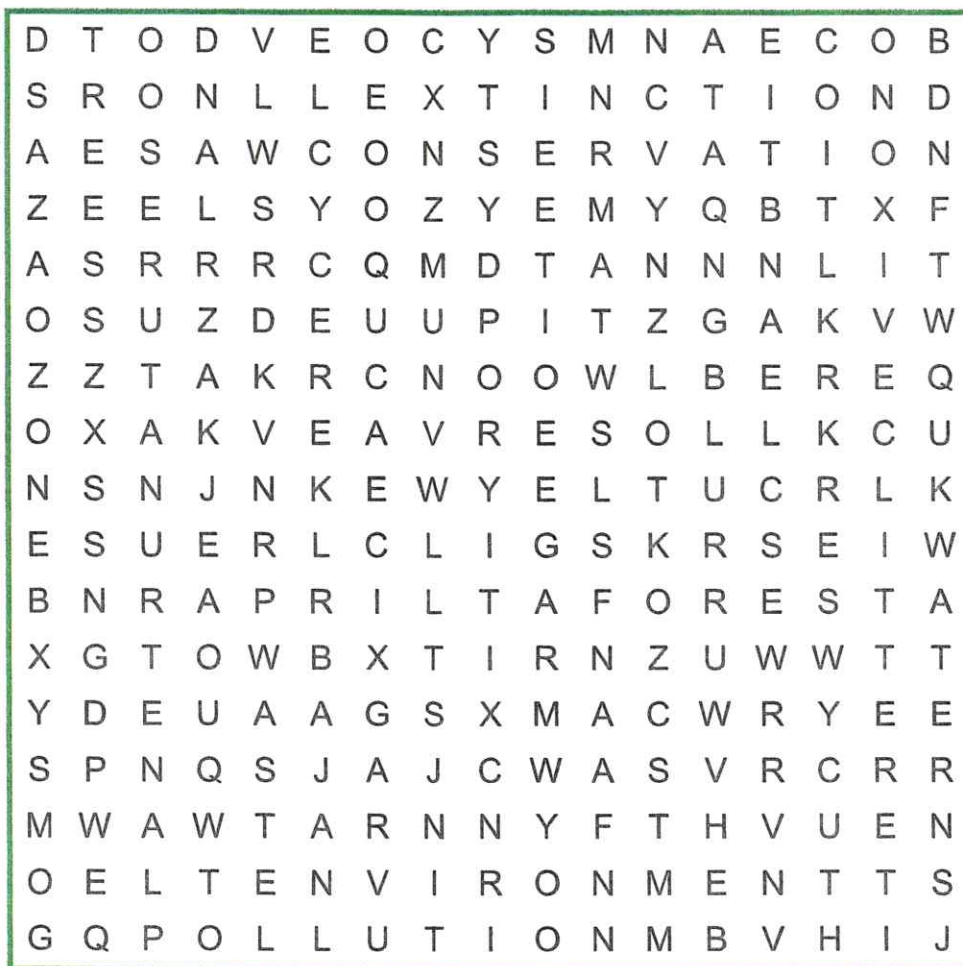 D T O D V E O C Y S M N A E C O B
S R O N L L E X T I N C T I O N D
A E S A W C O N S E R V A T I O N
Z E E L S Y O Z Y E M Y Q B T X F
A S R R R C Q M D T A N N N L I T
O S U Z D E U U P I T Z G A K V W
Z Z T A K R C N O O W L B E R E Q
O X A K V E A V R E S O L L K C U
N S N J N K E W Y E L T U C R L K
E S U E R L C L I G S K R S E I W
B N R A P R I L T A F O R E S T A
X G T O W B X T I R N Z U W W T T
Y D E U A A G S X M A C W R Y E E
S P N Q S J A J C W A S V R C R R
M W A W T A R N N Y F T H V U E N
O E L T E N V I R O N M E N T T S
G Q P O L L U T I O N M B V H I J